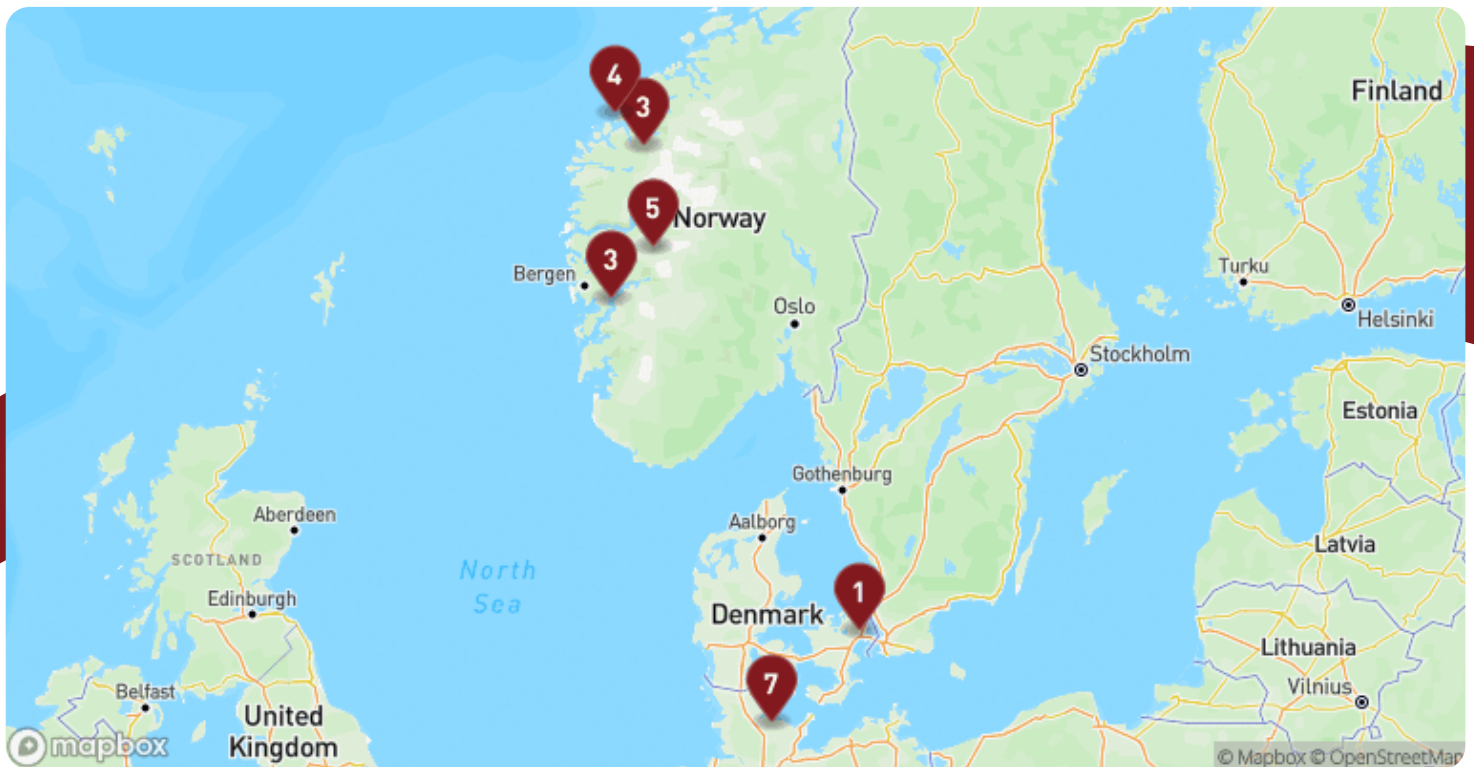 4
3
Finland
5
Norway
3
Bergen
Turku
Oslo
Helsinki
Stockholm
Estonia
Gothenburg
Aberdeen
Aalborg
SCOTLAND
North
Sea
Latvia
Edinburgh
1
Denmark
Lithuania
7
Belfast
Vilnius
United
Kingdom
mapbox
© Mapbox © OpenStreetMap